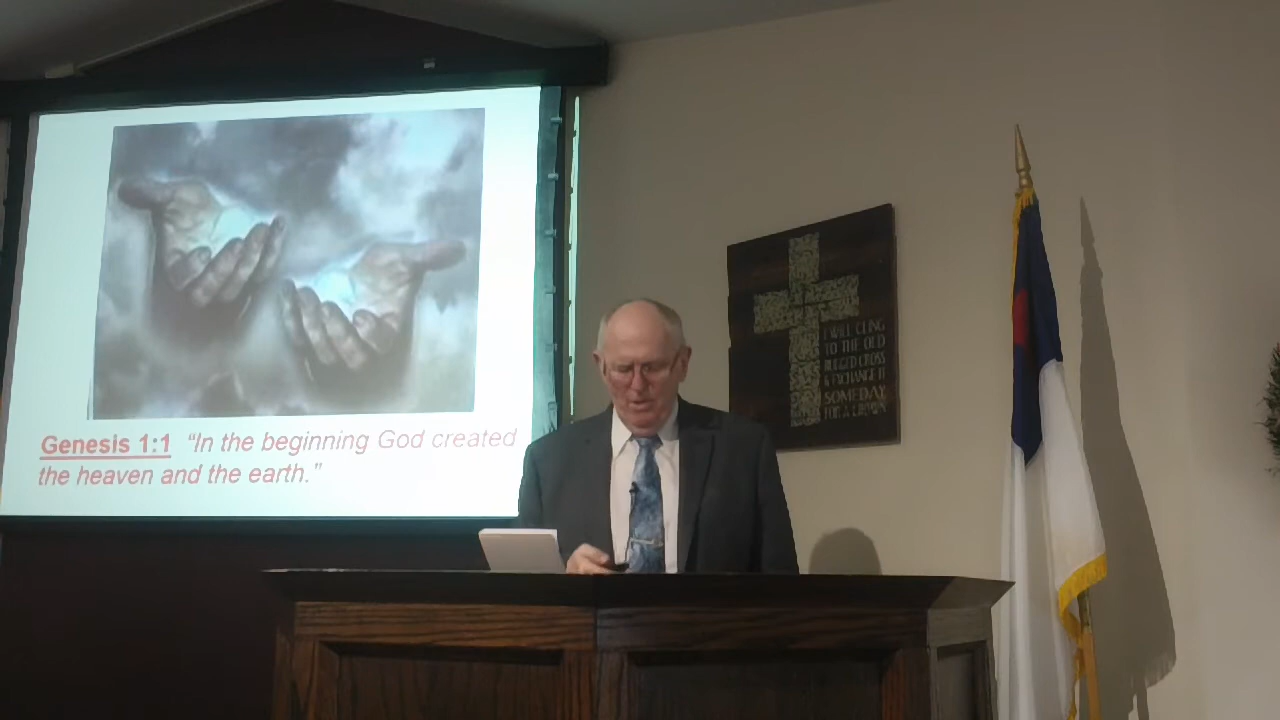 Genesis 1:1 “In the beginning God created
the heaven and the earth.”
I WILL CLING
TO THE OLD
RUGGED CROSS
& EXCHANGE IT
SOMEDAY
FOR A CROWN